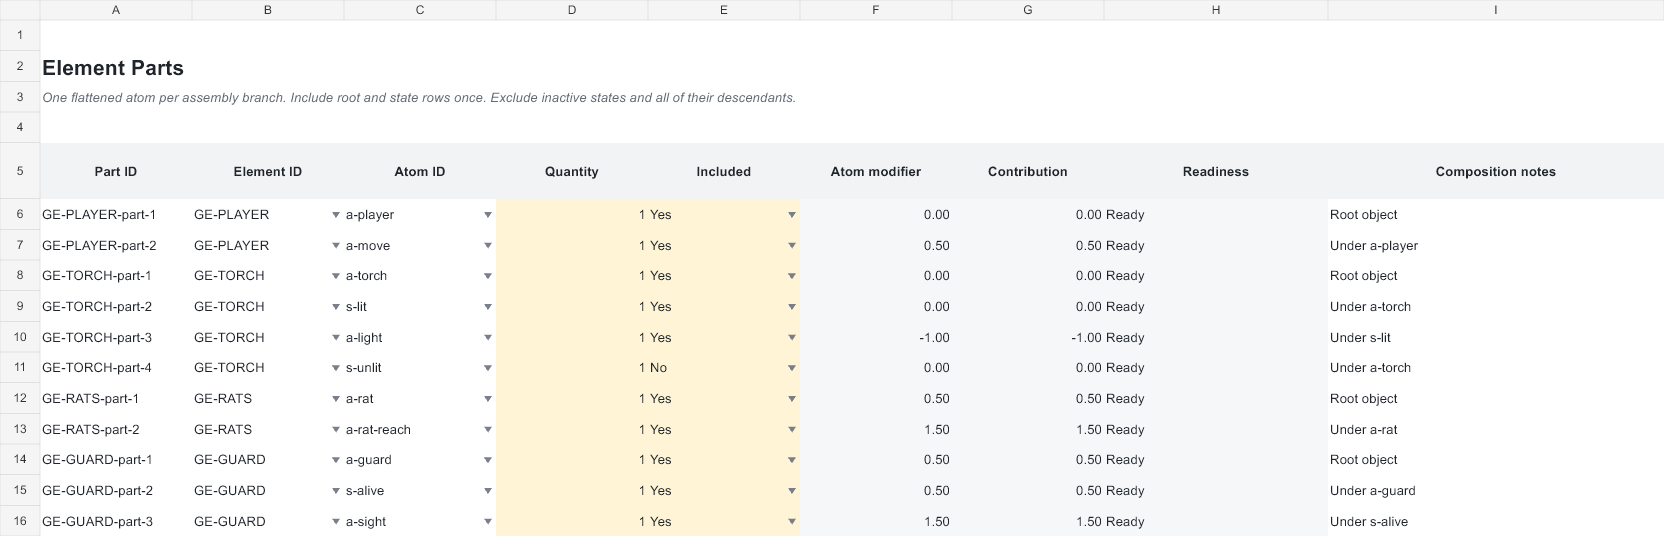 A B C D E F G H I
1
2 Element Parts
3 One flattened atom per assembly branch. Include root and state rows once. Exclude inactive states and all of their descendants.
4
5 Part ID Element ID Atom ID Quantity Included Atom modifier Contribution Readiness Composition notes
6 GE-PLAYER-part-1 GE-PLAYER a-player 1 Yes 0.00 0.00 Ready Root object
7 GE-PLAYER-part-2 GE-PLAYER a-move 1 Yes 0.50 0.50 Ready Under a-player
8 GE-TORCH-part-1 GE-TORCH a-torch 1 Yes 0.00 0.00 Ready Root object
9 GE-TORCH-part-2 GE-TORCH s-lit 1 Yes 0.00 0.00 Ready Under a-torch
10 GE-TORCH-part-3 GE-TORCH a-light 1 Yes -1.00 -1.00 Ready Under s-lit
11 GE-TORCH-part-4 GE-TORCH s-unlit 1 No 0.00 0.00 Ready Under a-torch
12 GE-RATS-part-1 GE-RATS a-rat 1 Yes 0.50 0.50 Ready Root object
13 GE-RATS-part-2 GE-RATS a-rat-reach 1 Yes 1.50 1.50 Ready Under a-rat
14 GE-GUARD-part-1 GE-GUARD a-guard 1 Yes 0.50 0.50 Ready Root object
15 GE-GUARD-part-2 GE-GUARD s-alive 1 Yes 0.50 0.50 Ready Under a-guard
16 GE-GUARD-part-3 GE-GUARD a-sight 1 Yes 1.50 1.50 Ready Under s-alive